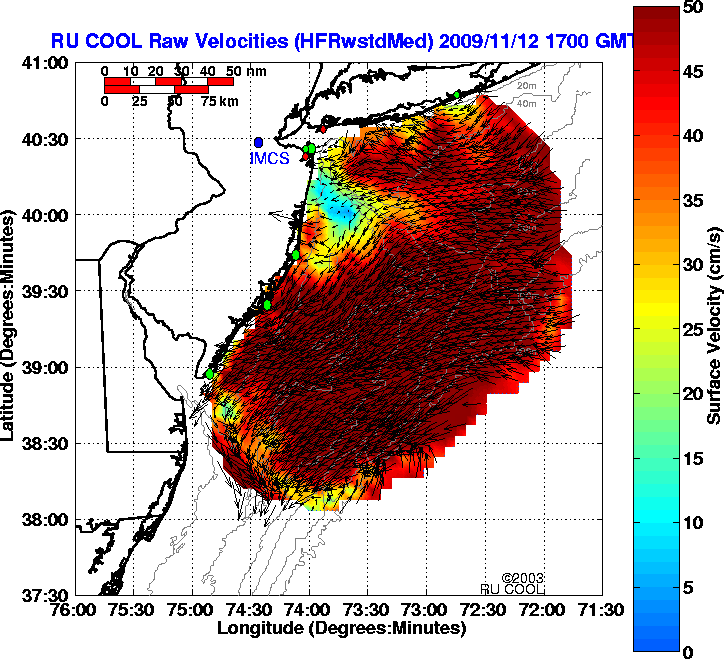 RU COOL Raw Velocities (HFRwstdMed) 2009/11/12 1700 GMT
0 10 20 30 40 50 nm
0 25 50 75 km
IMCS
20m
40m
41:00
40:30
40:00
39:30
39:00
38:30
38:00
37:30
76:00 75:30 75:00 74:30 74:00 73:30 73:00 72:30 72:00 71:30
Latitude (Degrees:Minutes)
Longitude (Degrees:Minutes)
©2003
RU COOL
50
45
40
35
30
25
20
15
10
5
0
Surface Velocity (cm/s)